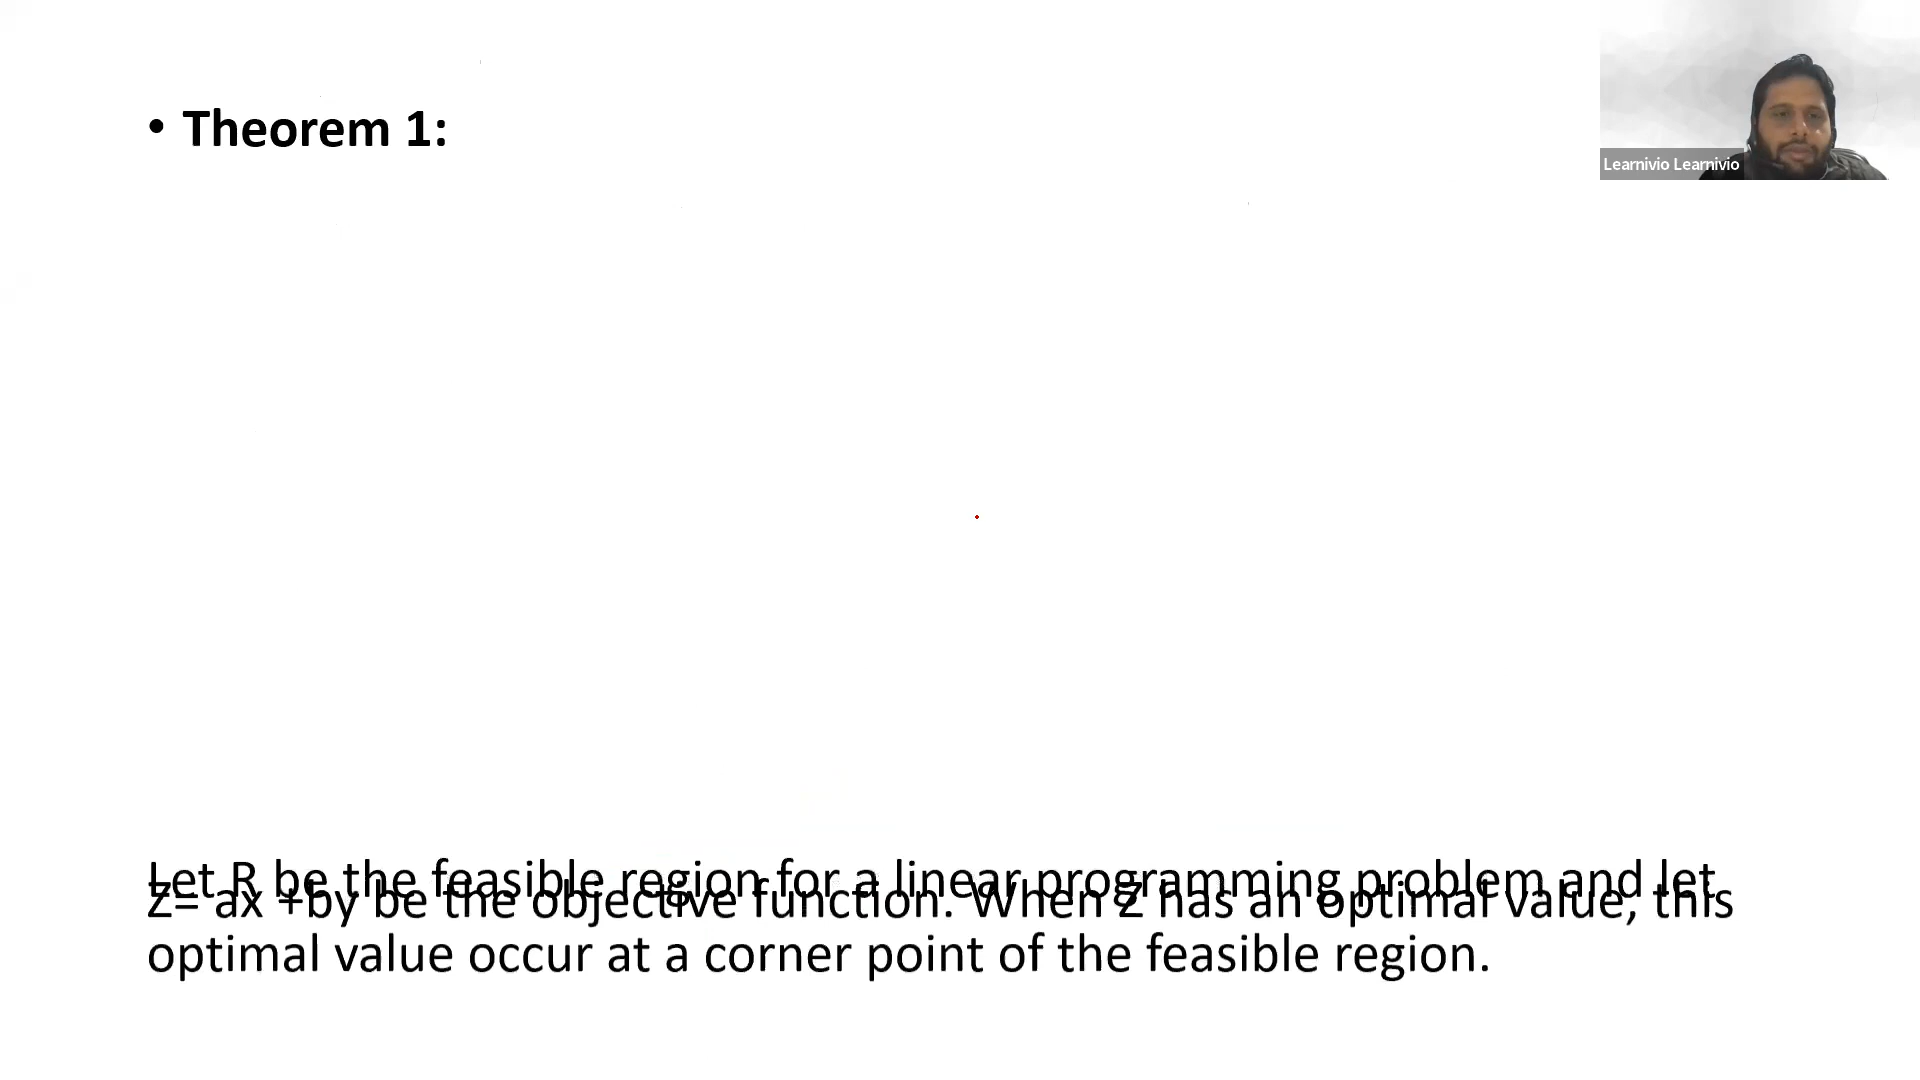 • Theorem 1:
Learnivio Learnivio
Let R be the feasible region for a linear programming problem and let
Z= ax +by be the objective function. When Z has an optimal value, this
optimal value occur at a corner point of the feasible region.